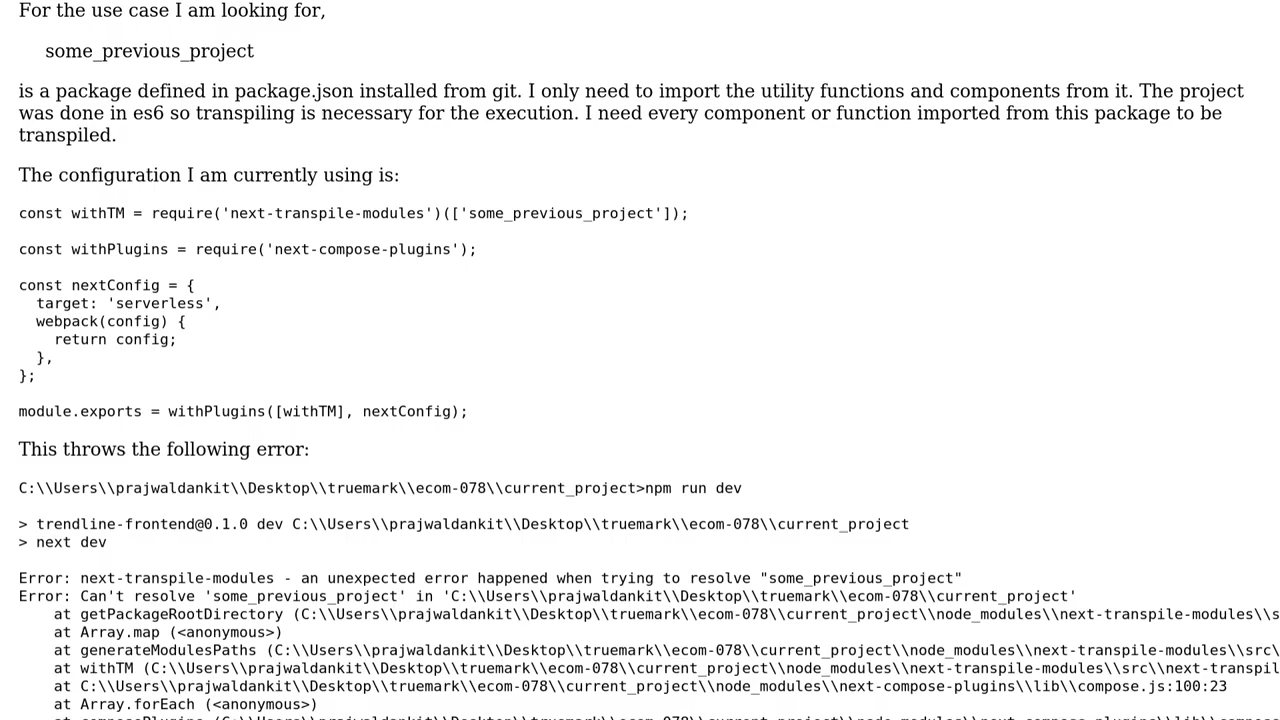 For the use case I am looking for,
some_previous_project
is a package defined in package.json installed from git. I only need to import the utility functions and components from it. The project
was done in es6 so transpiling is necessary for the execution. I need every component or function imported from this package to be
transpiled.
The configuration I am currently using is:
const withTM = require('next-transpile-modules')(['some_previous_project']);
const withPlugins = require('next-compose-plugins');
const nextConfig = {
  target: 'serverless',
  webpack(config) {
    return config;
  },
};
module.exports = withPlugins([withTM], nextConfig);
This throws the following error:
C:\\Users\\prajwaldankit\\Desktop\\truemark\\ecom-078\\current_project>npm run dev
> trendline-frontend@0.1.0 dev C:\\Users\\prajwaldankit\\Desktop\\truemark\\ecom-078\\current_project
> next dev
Error: next-transpile-modules - an unexpected error happened when trying to resolve "some_previous_project"
Error: Can't resolve 'some_previous_project' in 'C:\\Users\\prajwaldankit\\Desktop\\truemark\\ecom-078\\current_project'
    at getPackageRootDirectory (C:\\Users\\prajwaldankit\\Desktop\\truemark\\ecom-078\\current_project\\node_modules\\next-transpile-modules\\s
    at Array.map (<anonymous>)
    at generateModulesPaths (C:\\Users\\prajwaldankit\\Desktop\\truemark\\ecom-078\\current_project\\node_modules\\next-transpile-modules\\src\
    at withTM (C:\\Users\\prajwaldankit\\Desktop\\truemark\\ecom-078\\current_project\\node_modules\\next-transpile-modules\\src\\next-transpil
    at C:\\Users\\prajwaldankit\\Desktop\\truemark\\ecom-078\\current_project\\node_modules\\next-compose-plugins\\lib\\compose.js:100:23
    at Array.forEach (<anonymous>)